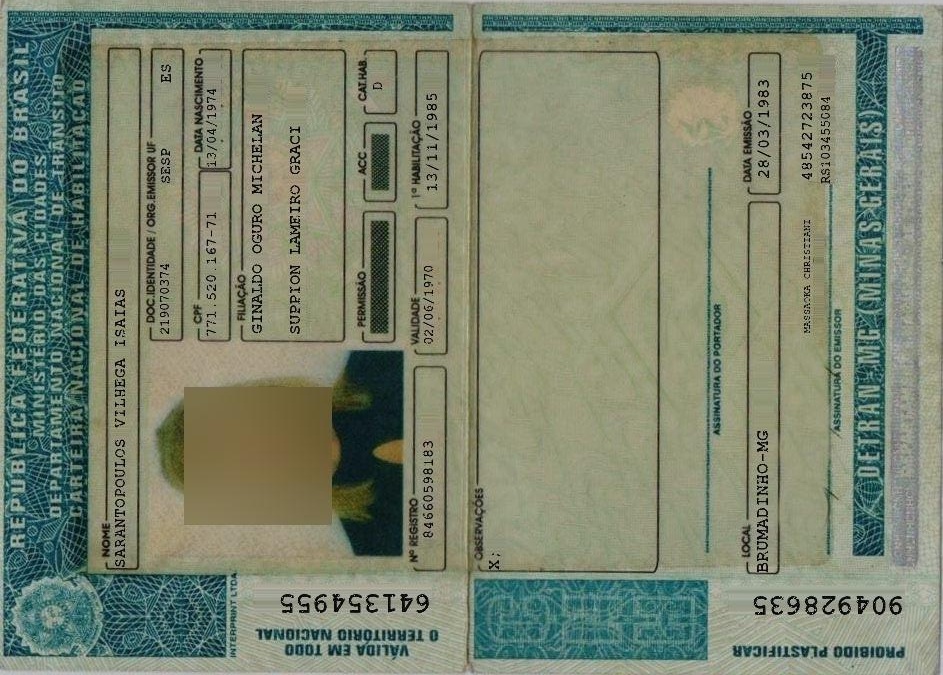 REPÚBLICA FEDERATIVA DO BRASIL
MINISTÉRIO DAS CIDADES
DEPARTAMENTO NACIONAL DE TRÂNSITO
CARTEIRA NACIONAL DE HABILITAÇÃO
NOME
SARANTOPOULOS VILHEGA ISAIAS
DOC. IDENTIDADE / ORG. EMISSOR UF
219070374 SESP ES
CPF DATA NASCIMENTO
771.520.167-71 13/04/1974
FILIAÇÃO
GINALDO OGURO MICHELAN
SUPPION LAMEIRO GRACI
PERMISSÃO ACC CAT. HAB.
D
Nº REGISTRO VALIDADE 1ª HABILITAÇÃO
84660598183 02/06/1970 13/11/1985
OBSERVAÇÕES
X;
ASSINATURA DO PORTADOR
LOCAL DATA EMISSÃO
BRUMADINHO-MG 28/03/1983
48542723875
RS103455084
MASSAOKA CHRISTIANI
ASSINATURA DO EMISSOR
DETRAN-MG (MINAS GERAIS)
INTERPRINT LTDA
VÁLIDA EM TODO
O TERRITÓRIO NACIONAL
641354955
PROIBIDO PLASTIFICAR
904928635